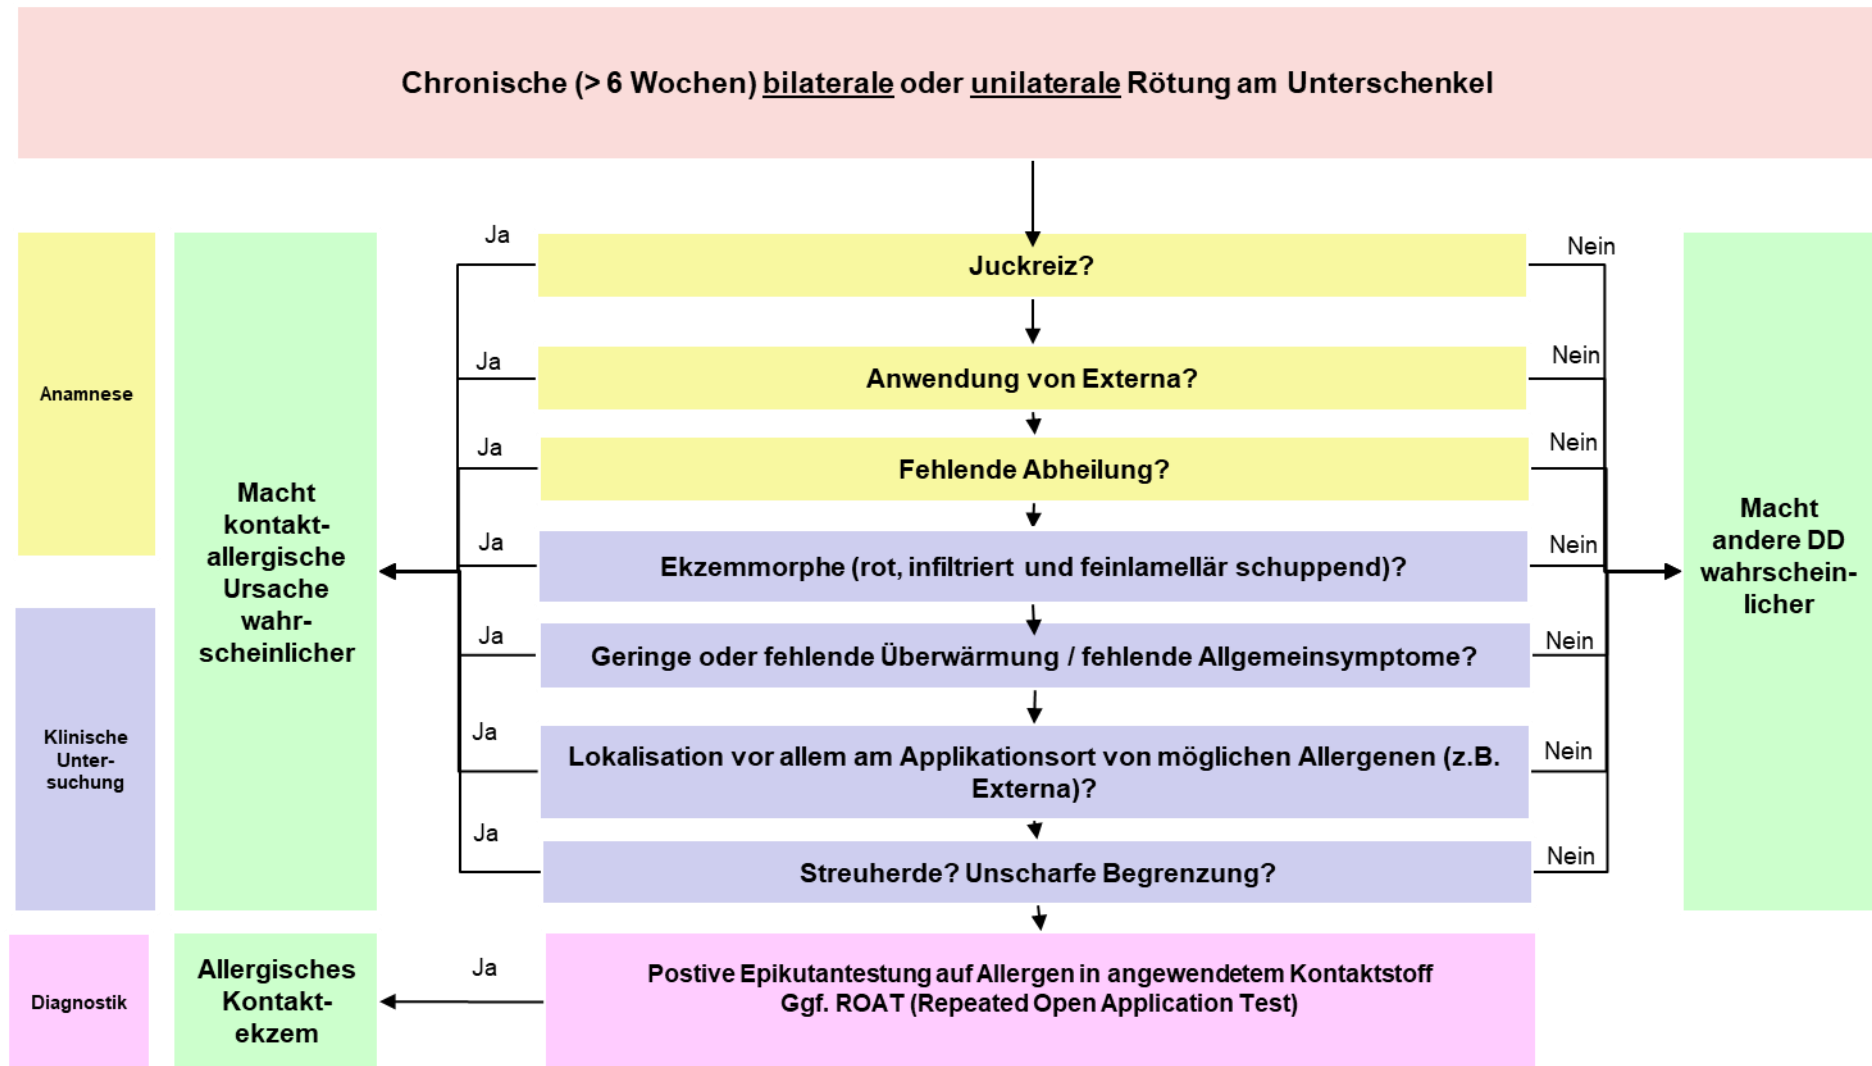 Chronische (> 6 Wochen) bilaterale oder unilaterale Rötung am Unterschenkel
Anamnese
Klinische
Unter-
suchung
Diagnostik
Macht
kontakt-
allergische
Ursache
wahr-
scheinlicher
Allergisches
Kontakt-
ekzem
Ja
Juckreiz?
Nein
Ja
Anwendung von Externa?
Nein
Ja
Fehlende Abheilung?
Nein
Ja
Ekzemmorphe (rot, infiltriert und feinlamellär schuppend)?
Nein
Ja
Geringe oder fehlende Überwärmung / fehlende Allgemeinsymptome?
Nein
Ja
Lokalisation vor allem am Applikationsort von möglichen Allergenen (z.B.
Externa)?
Nein
Ja
Streuherde? Unscharfe Begrenzung?
Nein
Ja
Postive Epikutantestung auf Allergen in angewendetem Kontaktstoff
Ggf. ROAT (Repeated Open Application Test)
Macht
andere DD
wahrschein-
licher